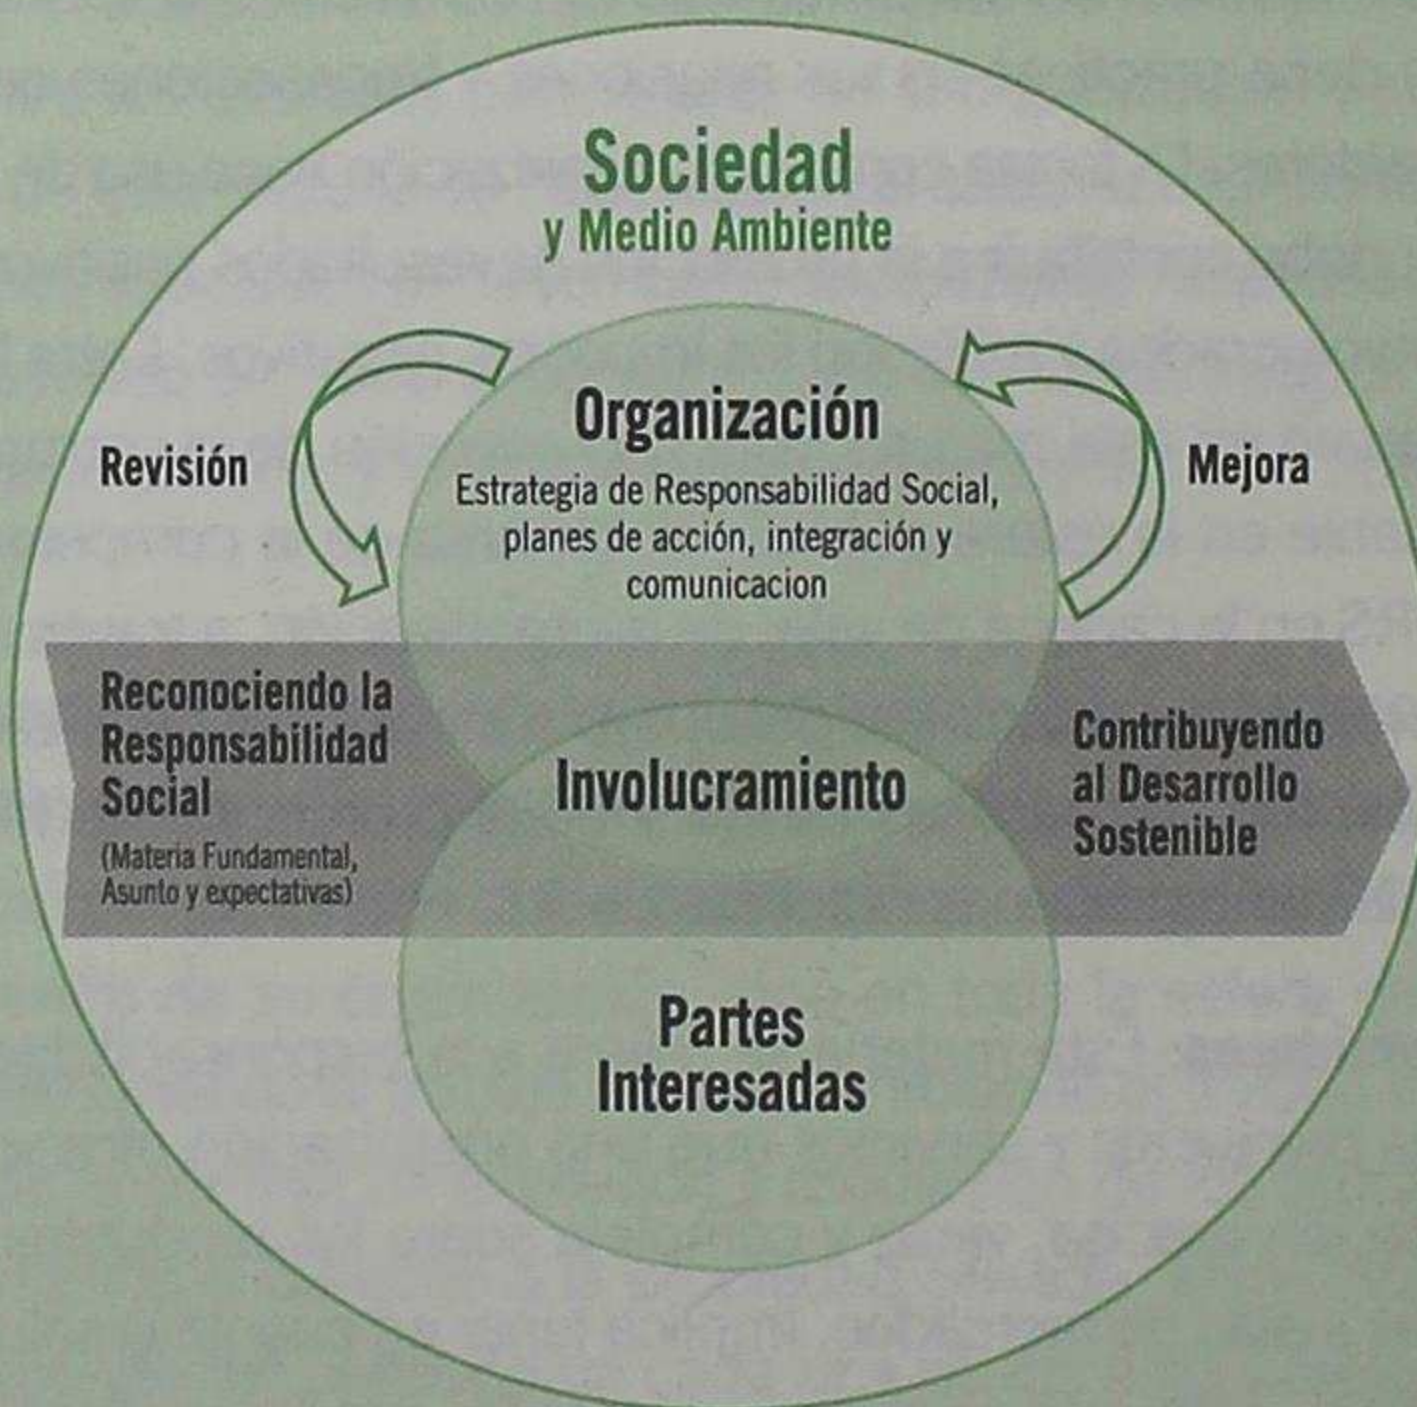 Sociedad
y Medio Ambiente
Organización
Estrategia de Responsabilidad Social,
planes de acción, integración y
comunicacion
Revisión
Mejora
Reconociendo la
Responsabilidad
Social
(Materia Fundamental,
Asunto y expectativas)
Involucramiento
Contribuyendo
al Desarrollo
Sostenible
Partes
Interesadas